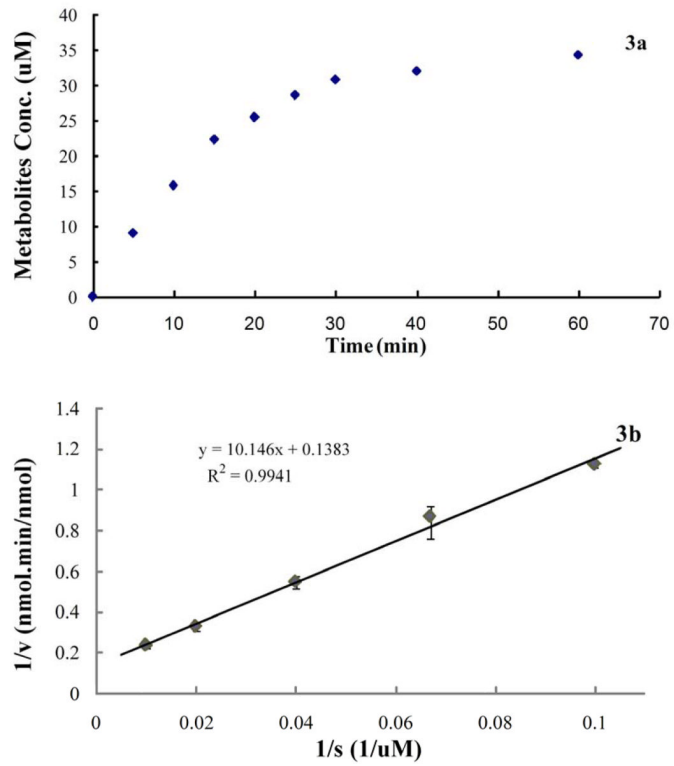 40
3a
35
30
25
20
15
10
5
0
Metabolites Conc. (uM)
0 10 20 30 40 50 60 70
Time (min)
1.4
3b
1.2
y = 10.146x + 0.1383
R² = 0.9941
1
0.8
0.6
0.4
0.2
0
1/v (nmol.min/nmol)
0 0.02 0.04 0.06 0.08 0.1
1/s (1/uM)